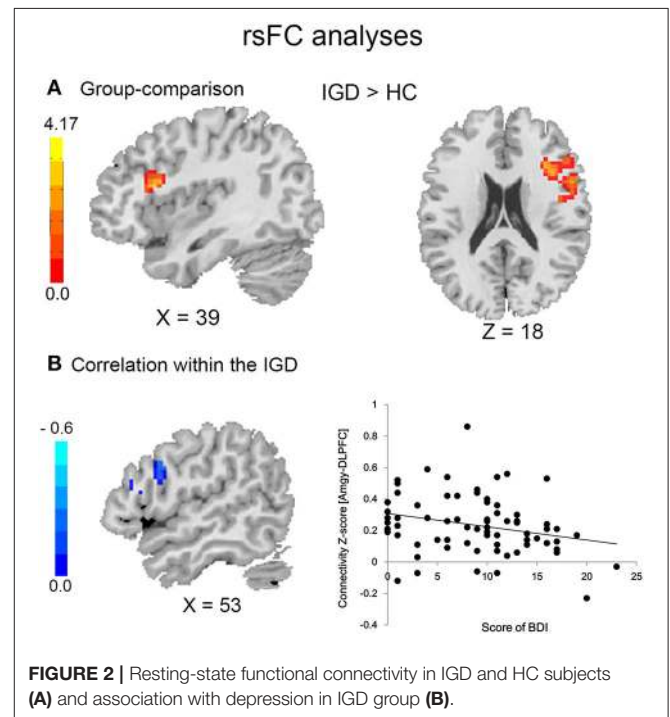 rsFC analyses
A Group-comparison
IGD > HC
4.17
0.0
X = 39
Z = 18
B Correlation within the IGD
- 0.6
0.0
X = 53
Connectivity Z-score [Amgy-DLPFC]
1
0.8
0.6
0.4
0.2
0
-0.2
-0.4
0 5 10 15 20 25
Score of BDI
FIGURE 2 | Resting-state functional connectivity in IGD and HC subjects
(A) and association with depression in IGD group (B).